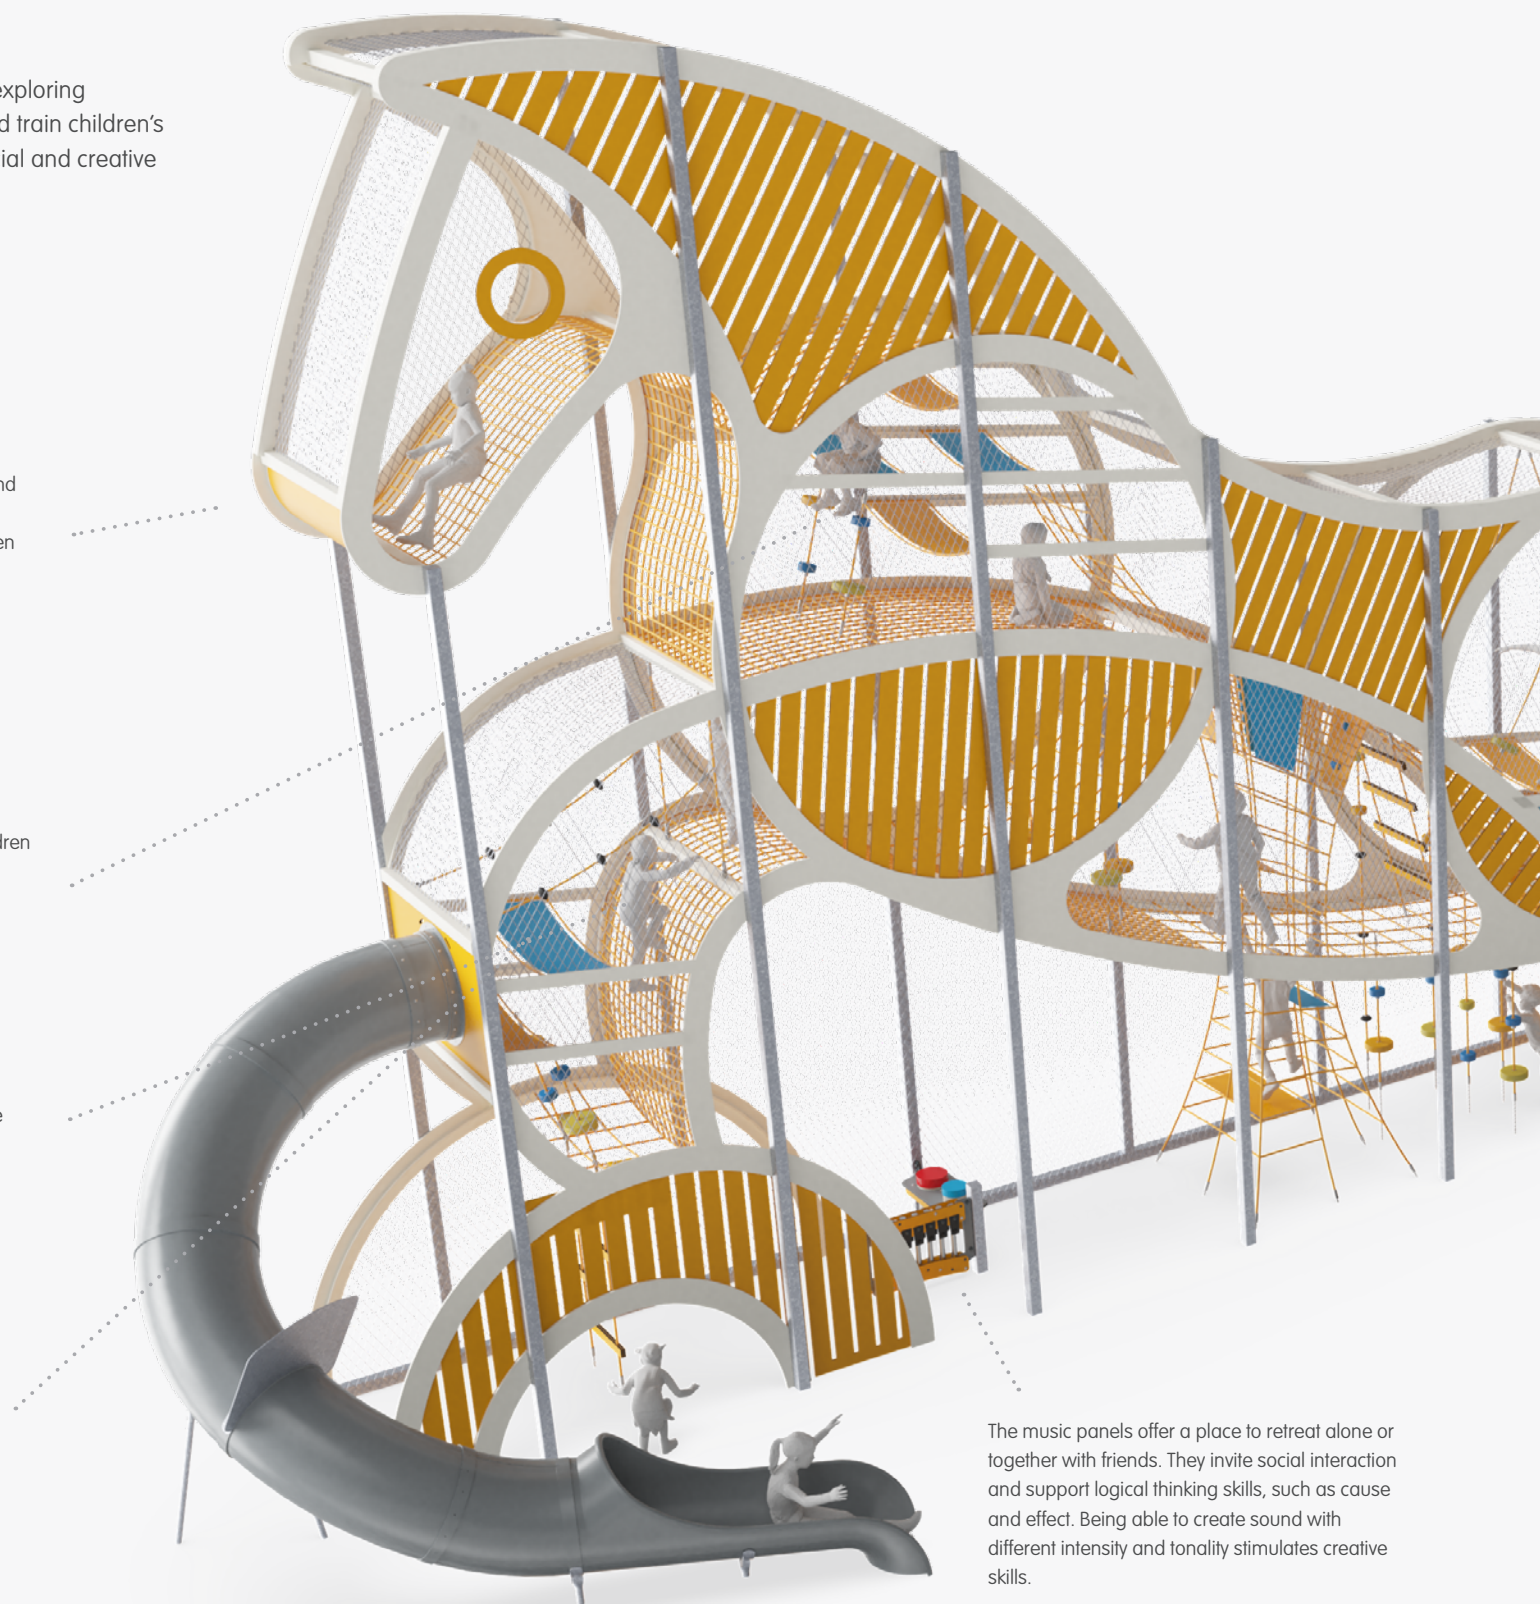 exploring
d train children's
ial and creative
nd
en
dren
e
The music panels offer a place to retreat alone or
together with friends. They invite social interaction
and support logical thinking skills, such as cause
and effect. Being able to create sound with
different intensity and tonality stimulates creative
skills.